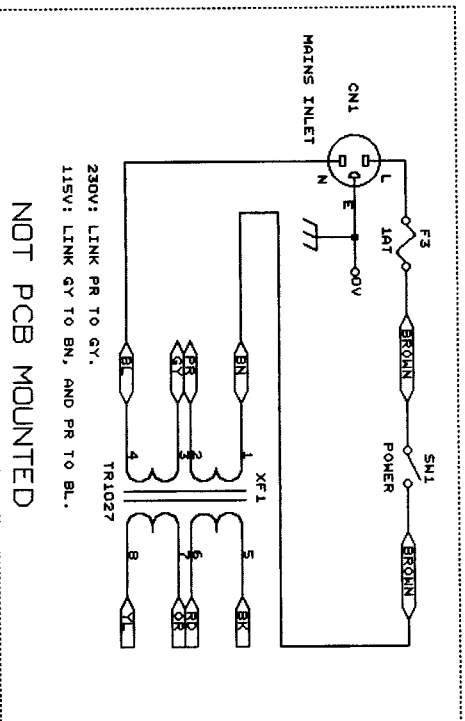 F3
1AT
BROWN
SW1
POWER
BROWN
CN1
L
N
E
MAINS INLET
0V
BN
PR
GY
BL
1
2
3
4
XF1
TR1027
5
6
7
8
BK
RD
OR
YL
230V: LINK PR TO GY.
115V: LINK GY TO BN, AND PR TO BL.
NOT PCB MOUNTED